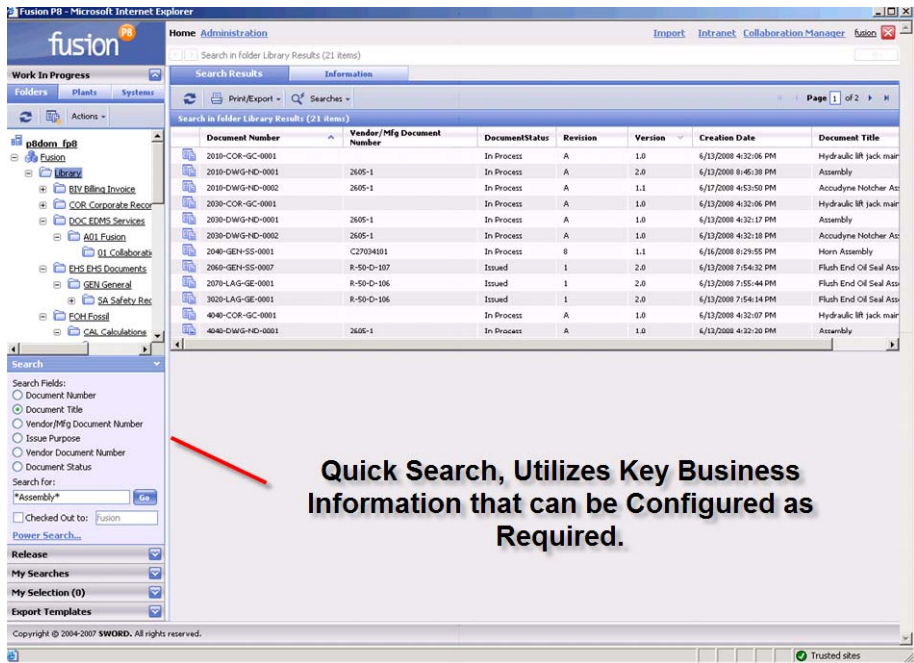 Fusion P8 - Microsoft Internet Explorer
fusion P8
Home Administration
Import Intranet Collaboration Manager fusion
Search in folder Library Results (21 items)
Work In Progress
Search Results Information
Folders Plants Systems
Print/Export Searches
Page 1 of 2
Actions
Search in folder Library Results (21 items)
Document Number Vendor/Mfg Document Number DocumentStatus Revision Version Creation Date Document Title
2010-COR-GC-0001 In Process A 1.0 6/13/2008 4:32:06 PM Hydraulic lift jack main
2010-DWG-ND-0001 2605-1 In Process A 2.0 6/13/2008 8:45:38 PM Assembly
2010-DWG-ND-0002 2605-1 In Process A 1.1 6/17/2008 4:53:50 PM Accudyne Notcher As
2030-COR-GC-0001 In Process A 1.0 6/13/2008 4:32:06 PM Hydraulic lift jack main
2030-DWG-ND-0001 2605-1 In Process A 1.0 6/13/2008 4:32:17 PM Assembly
2030-DWG-ND-0002 2605-1 In Process A 1.0 6/13/2008 4:32:18 PM Accudyne Notcher As
2040-GEN-SS-0001 C27034101 In Process 8 1.1 6/16/2008 8:29:55 PM Horn Assembly
2060-GEN-SS-0007 R-50-D-107 Issued 1 2.0 6/13/2008 7:54:32 PM Flush End Oil Seal Ass
2070-LAG-GE-0001 R-50-D-106 Issued 1 2.0 6/13/2008 7:55:44 PM Flush End Oil Seal Ass
3020-LAG-GE-0001 R-50-D-106 Issued 1 2.0 6/13/2008 7:54:14 PM Flush End Oil Seal Ass
4040-COR-GC-0001 In Process A 1.0 6/13/2008 4:32:07 PM Hydraulic lift jack main
4040-DWG-ND-0001 2605-1 In Process A 1.0 6/13/2008 4:32:20 PM Assembly
p8dom_fp8
Fusion
Library
BIV Billing Invoice
COR Corporate Recor
DOC EDMS Services
A01 Fusion
01 Collaborati
EHS EHS Documents
GEN General
SA Safety Rec
FOH Fossil
CAL Calculations
Search
Search Fields:
Document Number
Document Title
Vendor/Mfg Document Number
Issue Purpose
Vendor Document Number
Document Status
Search for:
*Assembly* Go
Checked Out to: fusion
Power Search...
Release
My Searches
My Selection (0)
Export Templates
Quick Search, Utilizes Key Business
Information that can be Configured as
Required.
Copyright © 2004-2007 SWORD. All rights reserved.
Trusted sites